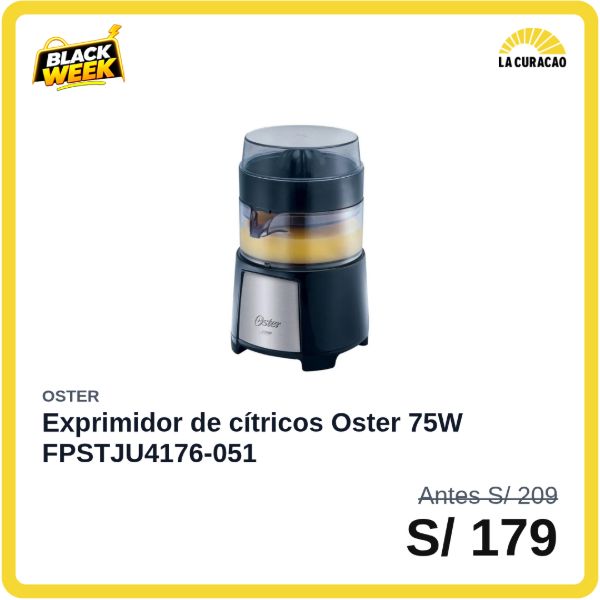 BLACK
WEEK
LA CURACAO
Oster
OSTER
Exprimidor de cítricos Oster 75W
FPSTJU4176-051
Antes S/ 209
S/ 179